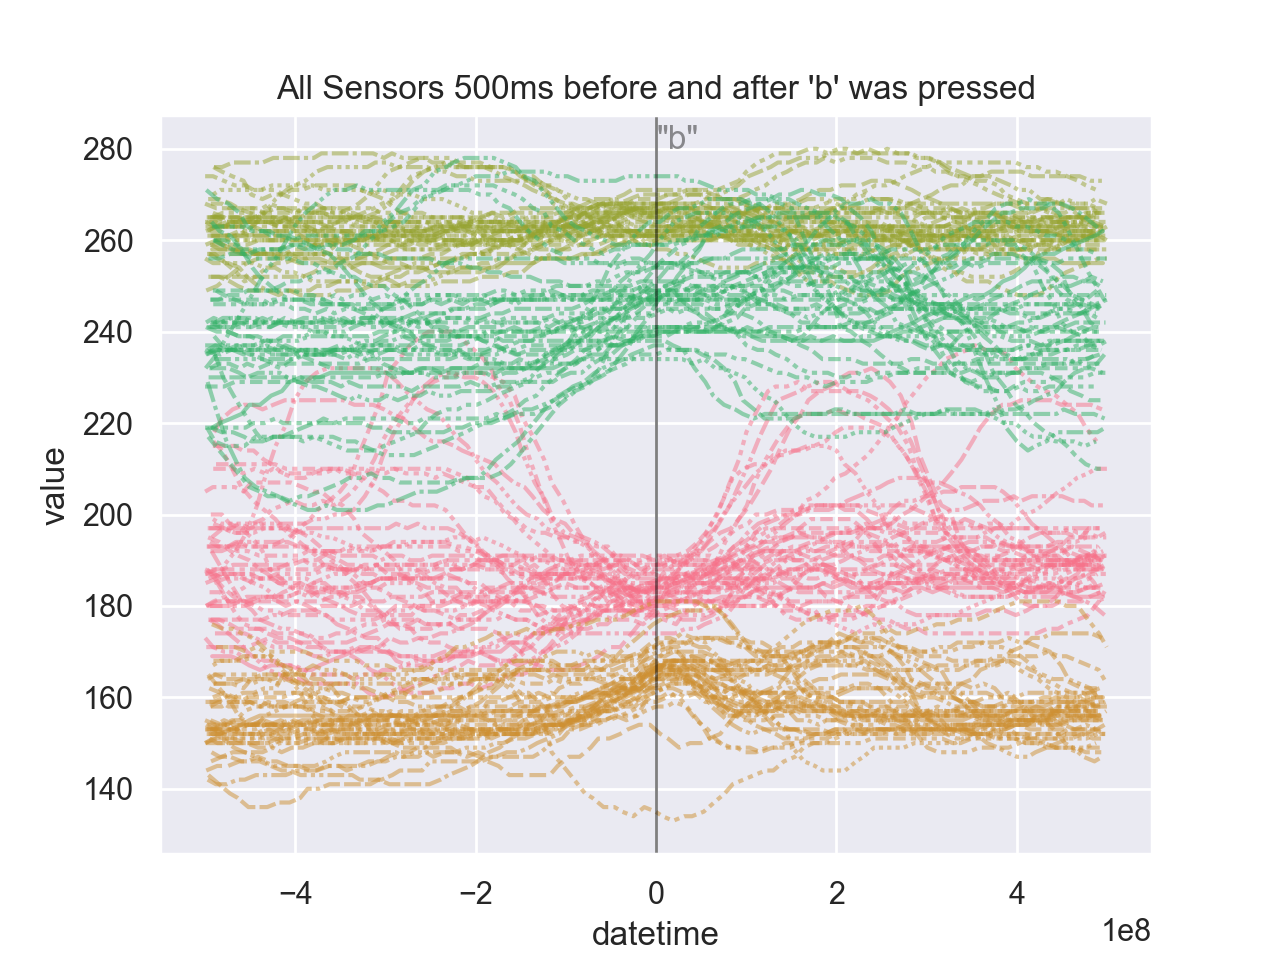 All Sensors 500ms before and after 'b' was pressed
"b"
280
260
240
220
200
180
160
140
value
−4
−2
0
2
4
datetime
1e8